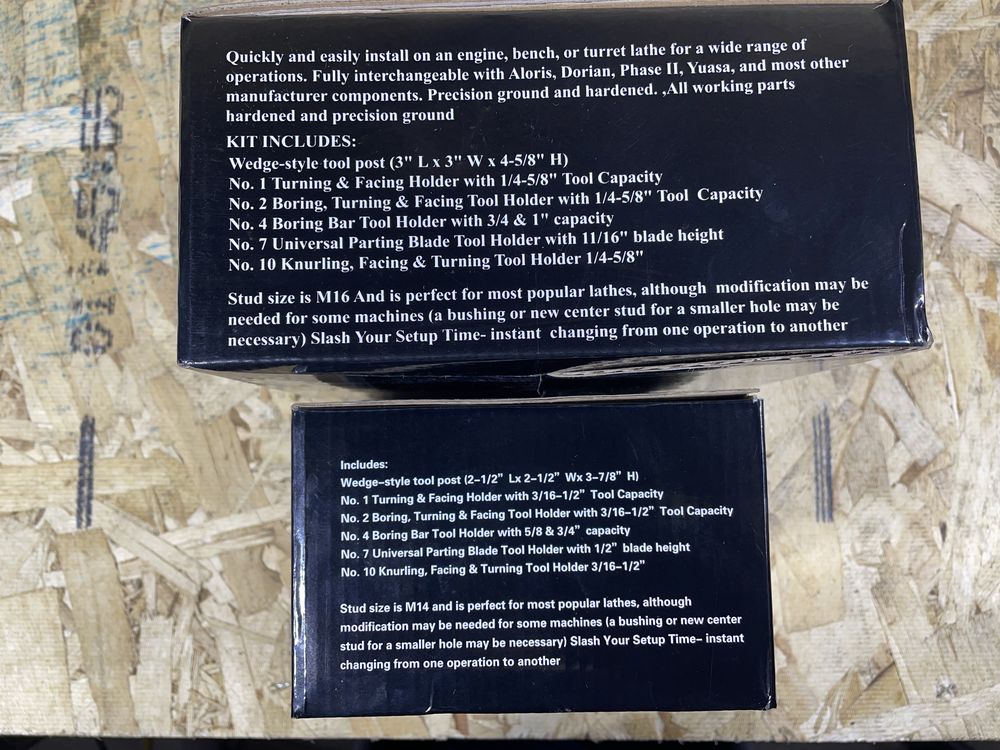 Quickly and easily install on an engine, bench, or turret lathe for a wide range of
operations. Fully interchangeable with Aloris, Dorian, Phase II, Yuasa, and most other
manufacturer components. Precision ground and hardened. ,All working parts
hardened and precision ground
KIT INCLUDES:
Wedge-style tool post (3" L x 3" W x 4-5/8" H)
No. 1 Turning & Facing Holder with 1/4-5/8" Tool Capacity
No. 2 Boring, Turning & Facing Tool Holder with 1/4-5/8" Tool Capacity
No. 4 Boring Bar Tool Holder with 3/4 & 1" capacity
No. 7 Universal Parting Blade Tool Holder with 11/16" blade height
No. 10 Knurling, Facing & Turning Tool Holder 1/4-5/8"
Stud size is M16 And is perfect for most popular lathes, although modification may be
needed for some machines (a bushing or new center stud for a smaller hole may be
necessary) Slash Your Setup Time- instant changing from one operation to another
Includes:
Wedge–style tool post (2–1/2” Lx 2–1/2” Wx 3–7/8” H)
No. 1 Turning & Facing Holder with 3/16–1/2” Tool Capacity
No. 2 Boring, Turning & Facing Tool Holder with 3/16–1/2” Tool Capacity
No. 4 Boring Bar Tool Holder with 5/8 & 3/4” capacity
No. 7 Universal Parting Blade Tool Holder with 1/2” blade height
No. 10 Knurling, Facing & Turning Tool Holder 3/16–1/2”
Stud size is M14 and is perfect for most popular lathes, although
modification may be needed for some machines (a bushing or new center
stud for a smaller hole may be necessary) Slash Your Setup Time– instant
changing from one operation to another